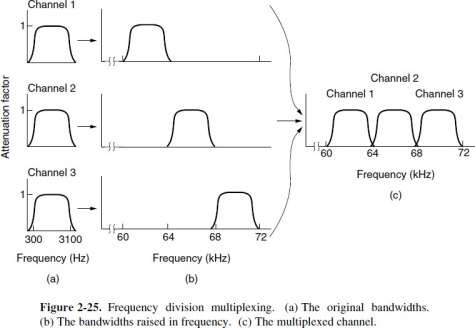 Channel 1
1
Channel 2
1
Channel 3
1
Attenuation factor
300 3100
Frequency (Hz)
(a)
60 64 68 72
Frequency (kHz)
(b)
Channel 2
Channel 1 Channel 3
60 64 68 72
Frequency (kHz)
(c)
Figure 2-25. Frequency division multiplexing. (a) The original bandwidths.
(b) The bandwidths raised in frequency. (c) The multiplexed channel.